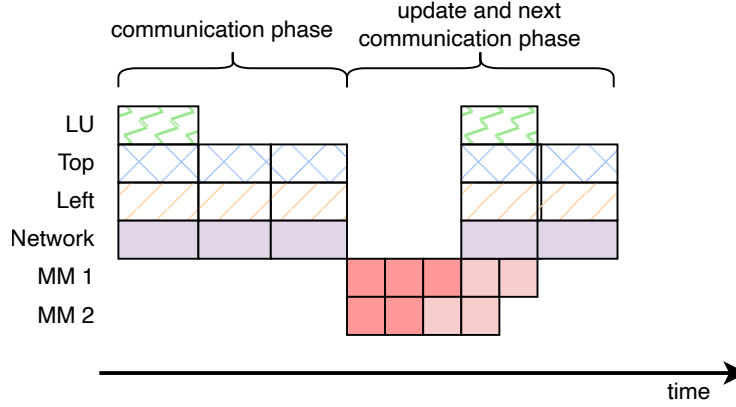 communication phase
update and next
communication phase
LU
Top
Left
Network
MM 1
MM 2
time